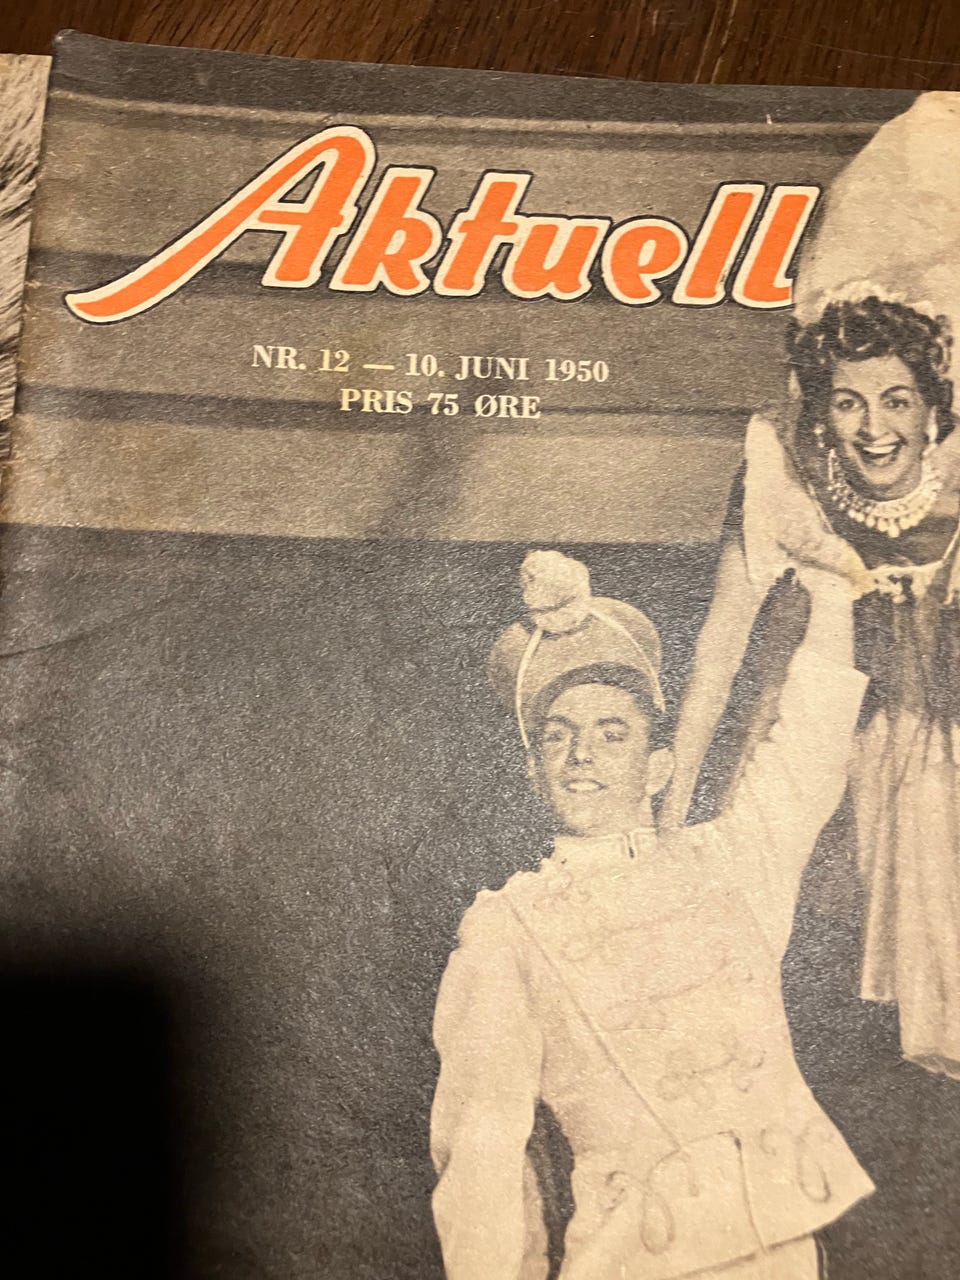 Aktuell
NR. 12 — 10. JUNI 1950
PRIS 75 ØRE